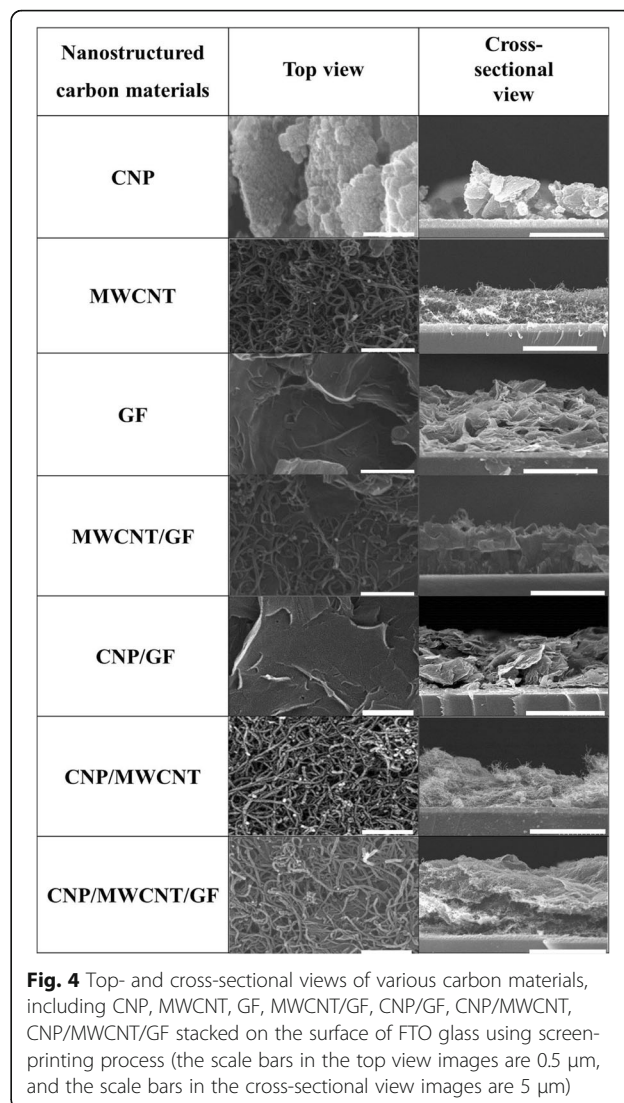 Nanostructured
carbon materials
Top view
Cross-
sectional
view
CNP
MWCNT
GF
MWCNT/GF
CNP/GF
CNP/MWCNT
CNP/MWCNT/GF
Fig. 4 Top- and cross-sectional views of various carbon materials,
including CNP, MWCNT, GF, MWCNT/GF, CNP/GF, CNP/MWCNT,
CNP/MWCNT/GF stacked on the surface of FTO glass using screen-
printing process (the scale bars in the top view images are 0.5 μm,
and the scale bars in the cross-sectional view images are 5 μm)